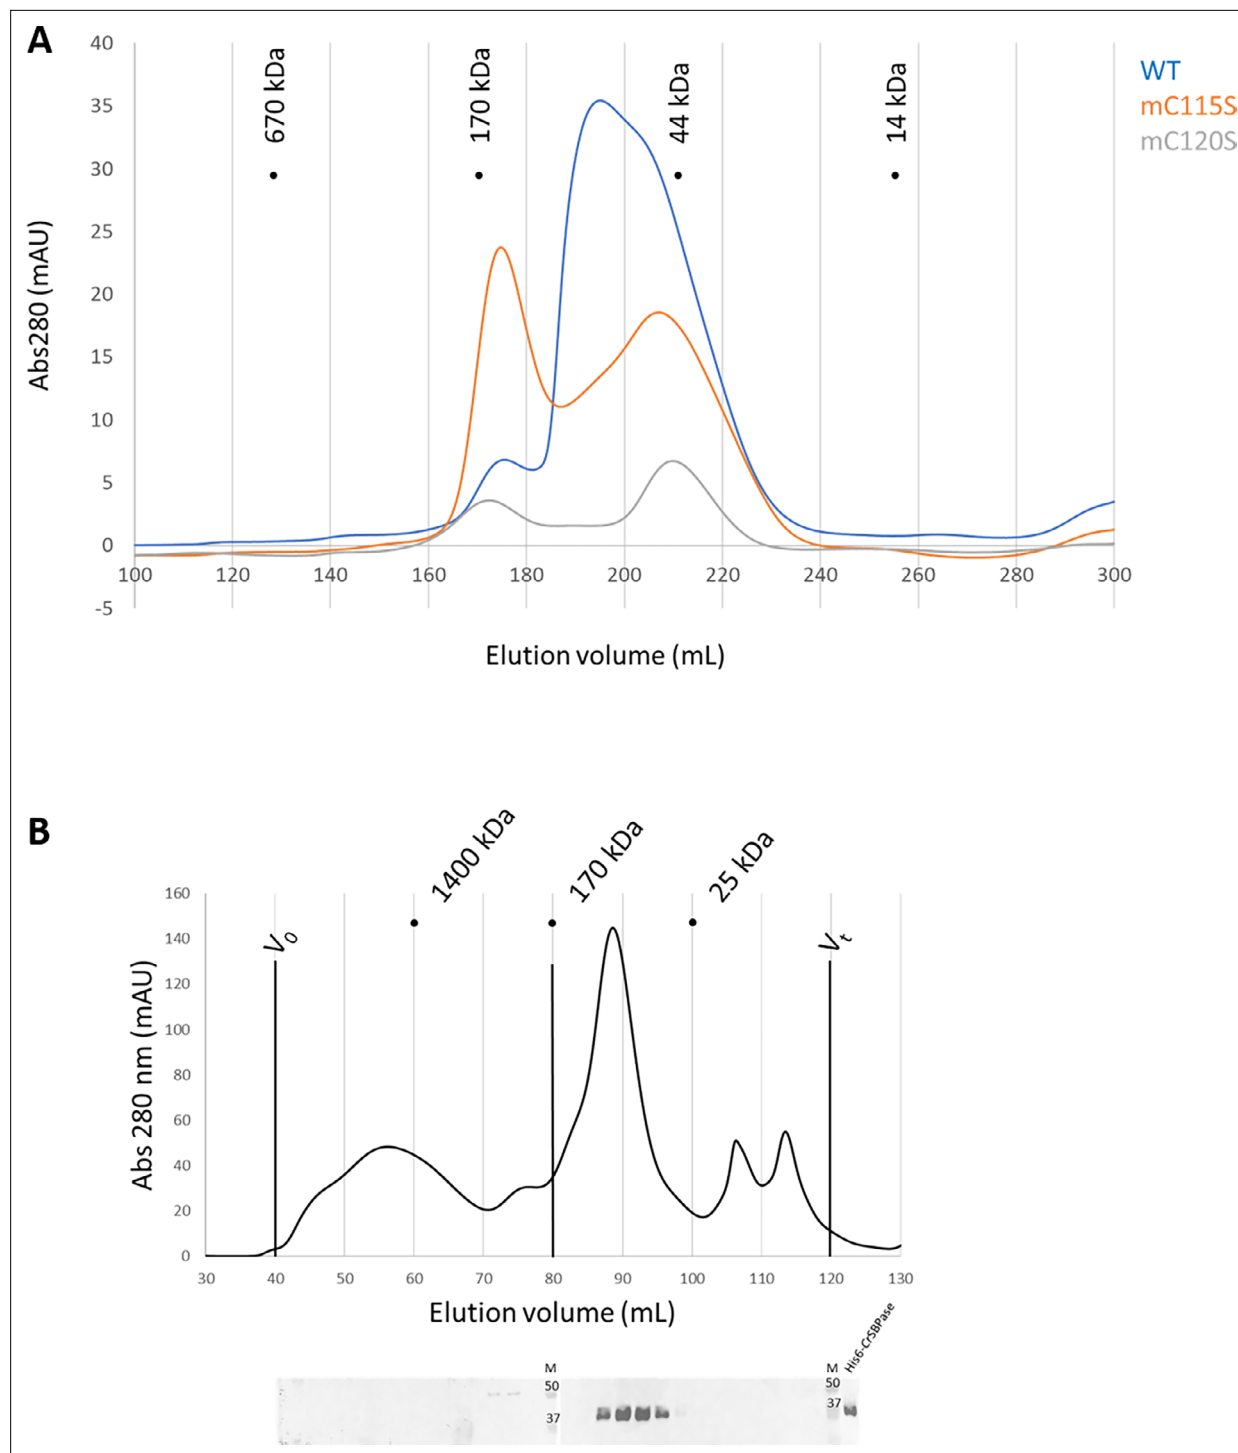 A
WT
mC115S
mC120S
670 kDa
170 kDa
44 kDa
14 kDa
Abs280 (mAU)
40
35
30
25
20
15
10
5
0
-5
100 120 140 160 180 200 220 240 260 280 300
Elution volume (mL)
B
1400 kDa
170 kDa
25 kDa
V0
Vt
Abs 280 nm (mAU)
160
140
120
100
80
60
40
20
0
30 40 50 60 70 80 90 100 110 120 130
Elution volume (mL)
His6-CrSBPase
M M
50 50
37 37